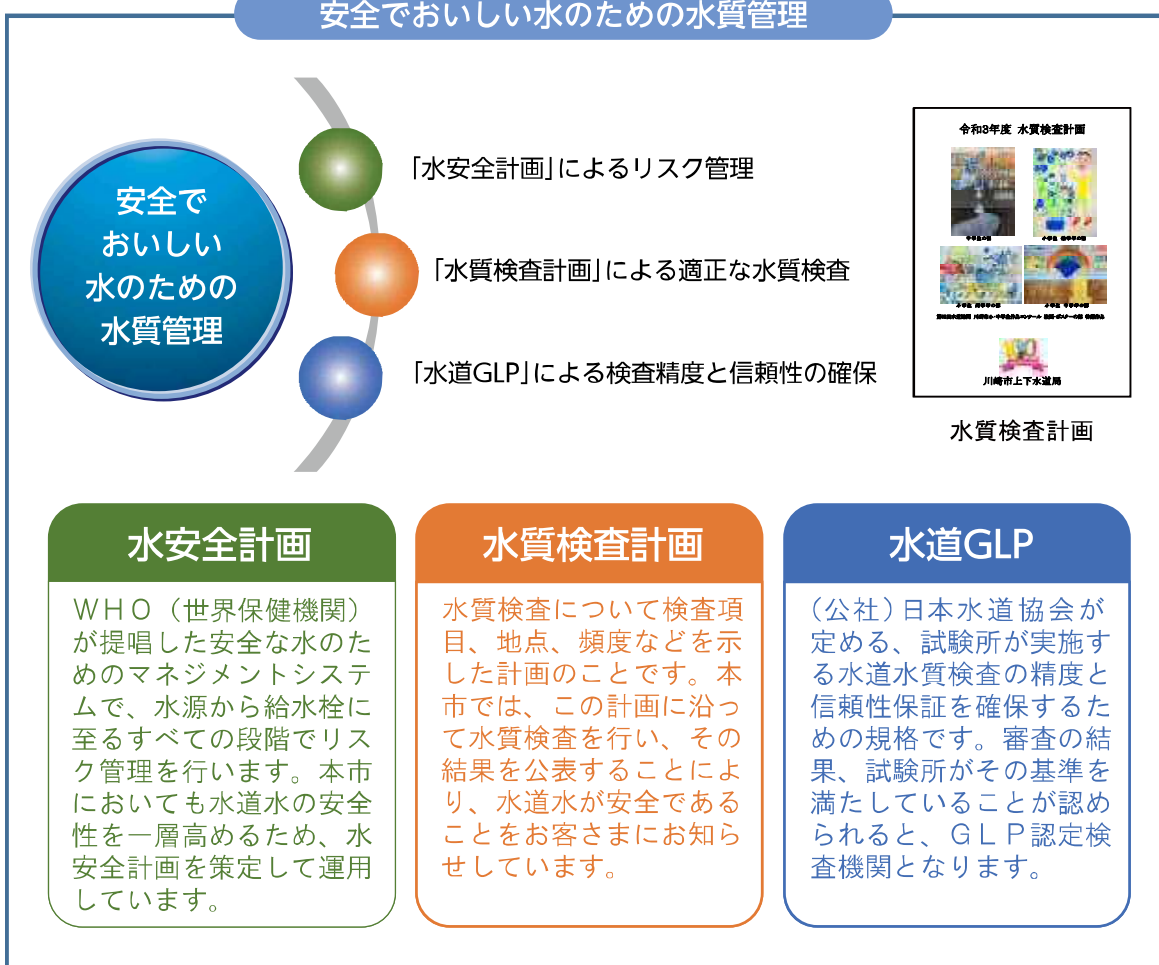 安全でおいしい水のための水質管理
安全で
おいしい
水のための
水質管理
「水安全計画」によるリスク管理
「水質検査計画」による適正な水質検査
「水道GLP」による検査精度と信頼性の確保
令和3年度 水質検査計画
川崎市上下水道局
水質検査計画
水安全計画
WHO（世界保健機関）
が提唱した安全な水のた
めのマネジメントシステ
ムで、水源から給水栓に
至るすべての段階でリス
ク管理を行います。本市
においても水道水の安全
性を一層高めるため、水
安全計画を策定して運用
しています。
水質検査計画
水質検査について検査項
目、地点、頻度などを示
した計画のことです。本
市では、この計画に沿っ
て水質検査を行い、その
結果を公表することによ
り、水道水が安全である
ことをお客さまにお知ら
せしています。
水道GLP
(公社)日本水道協会が
定める、試験所が実施す
る水道水質検査の精度と
信頼性保証を確保するた
めの規格です。審査の結
果、試験所がその基準を
満たしていることが認め
られると、GLP認定検
査機関となります。